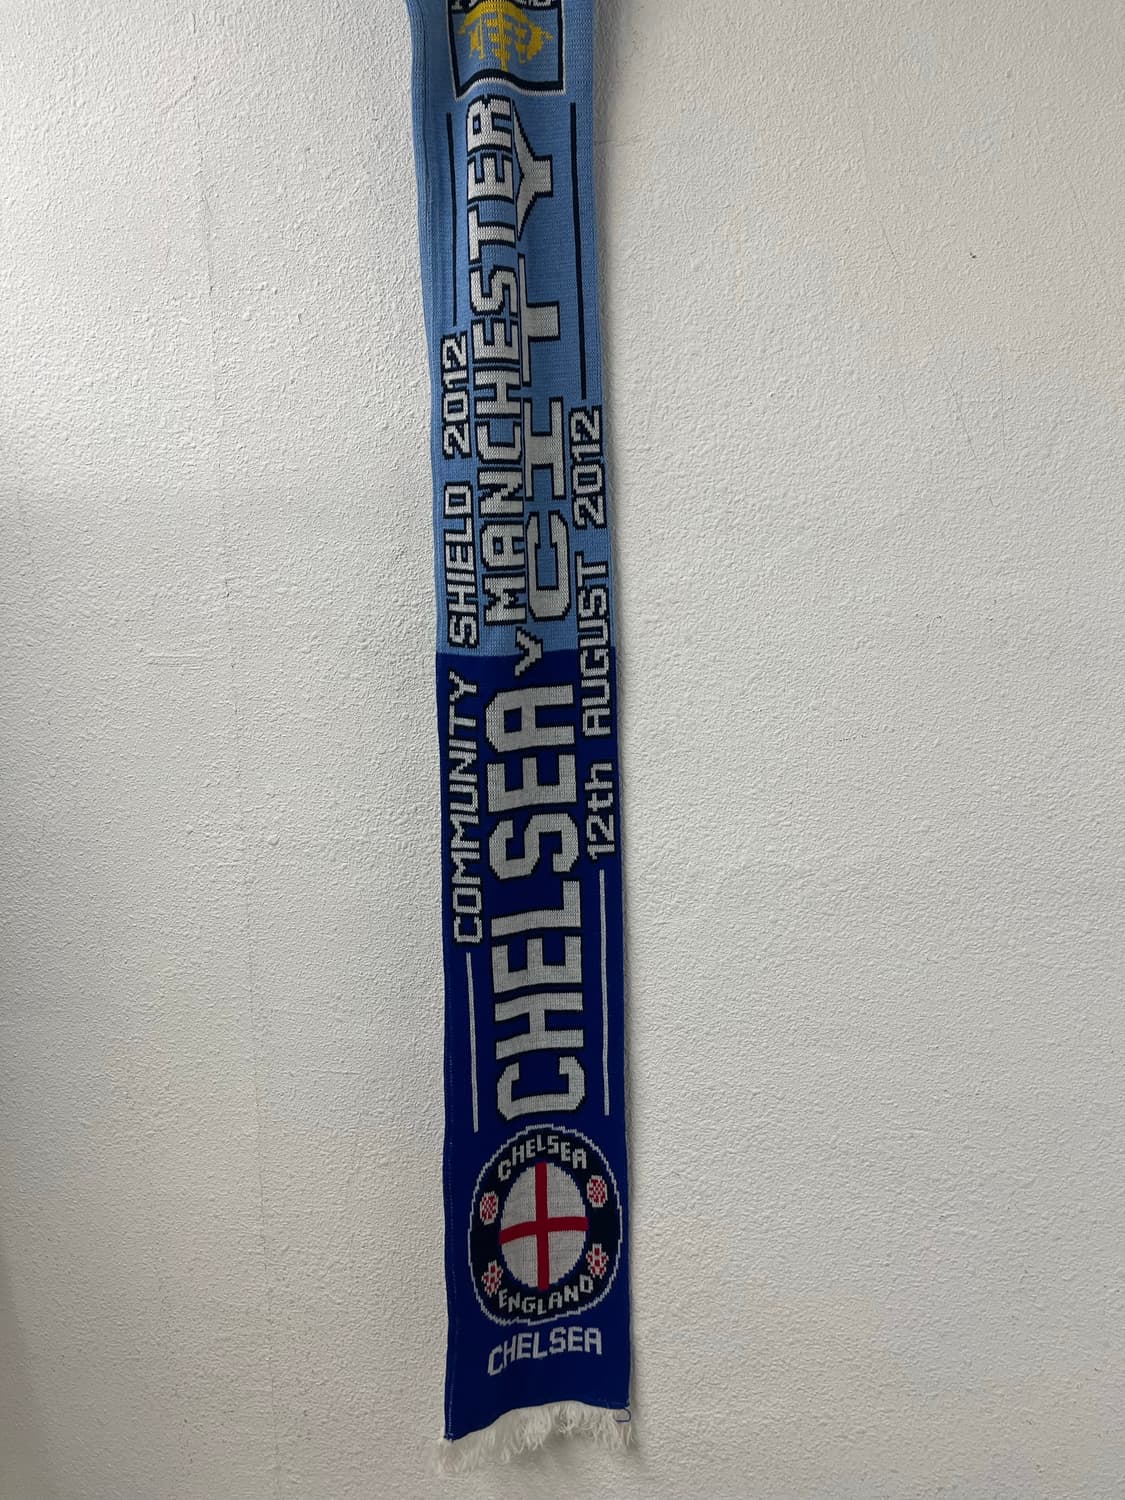 COMMUNITY SHIELD 2012
CHELSEA v MANCHESTER
CITY
12th AUGUST 2012
CHELSEA
ENGLAND
CHELSEA